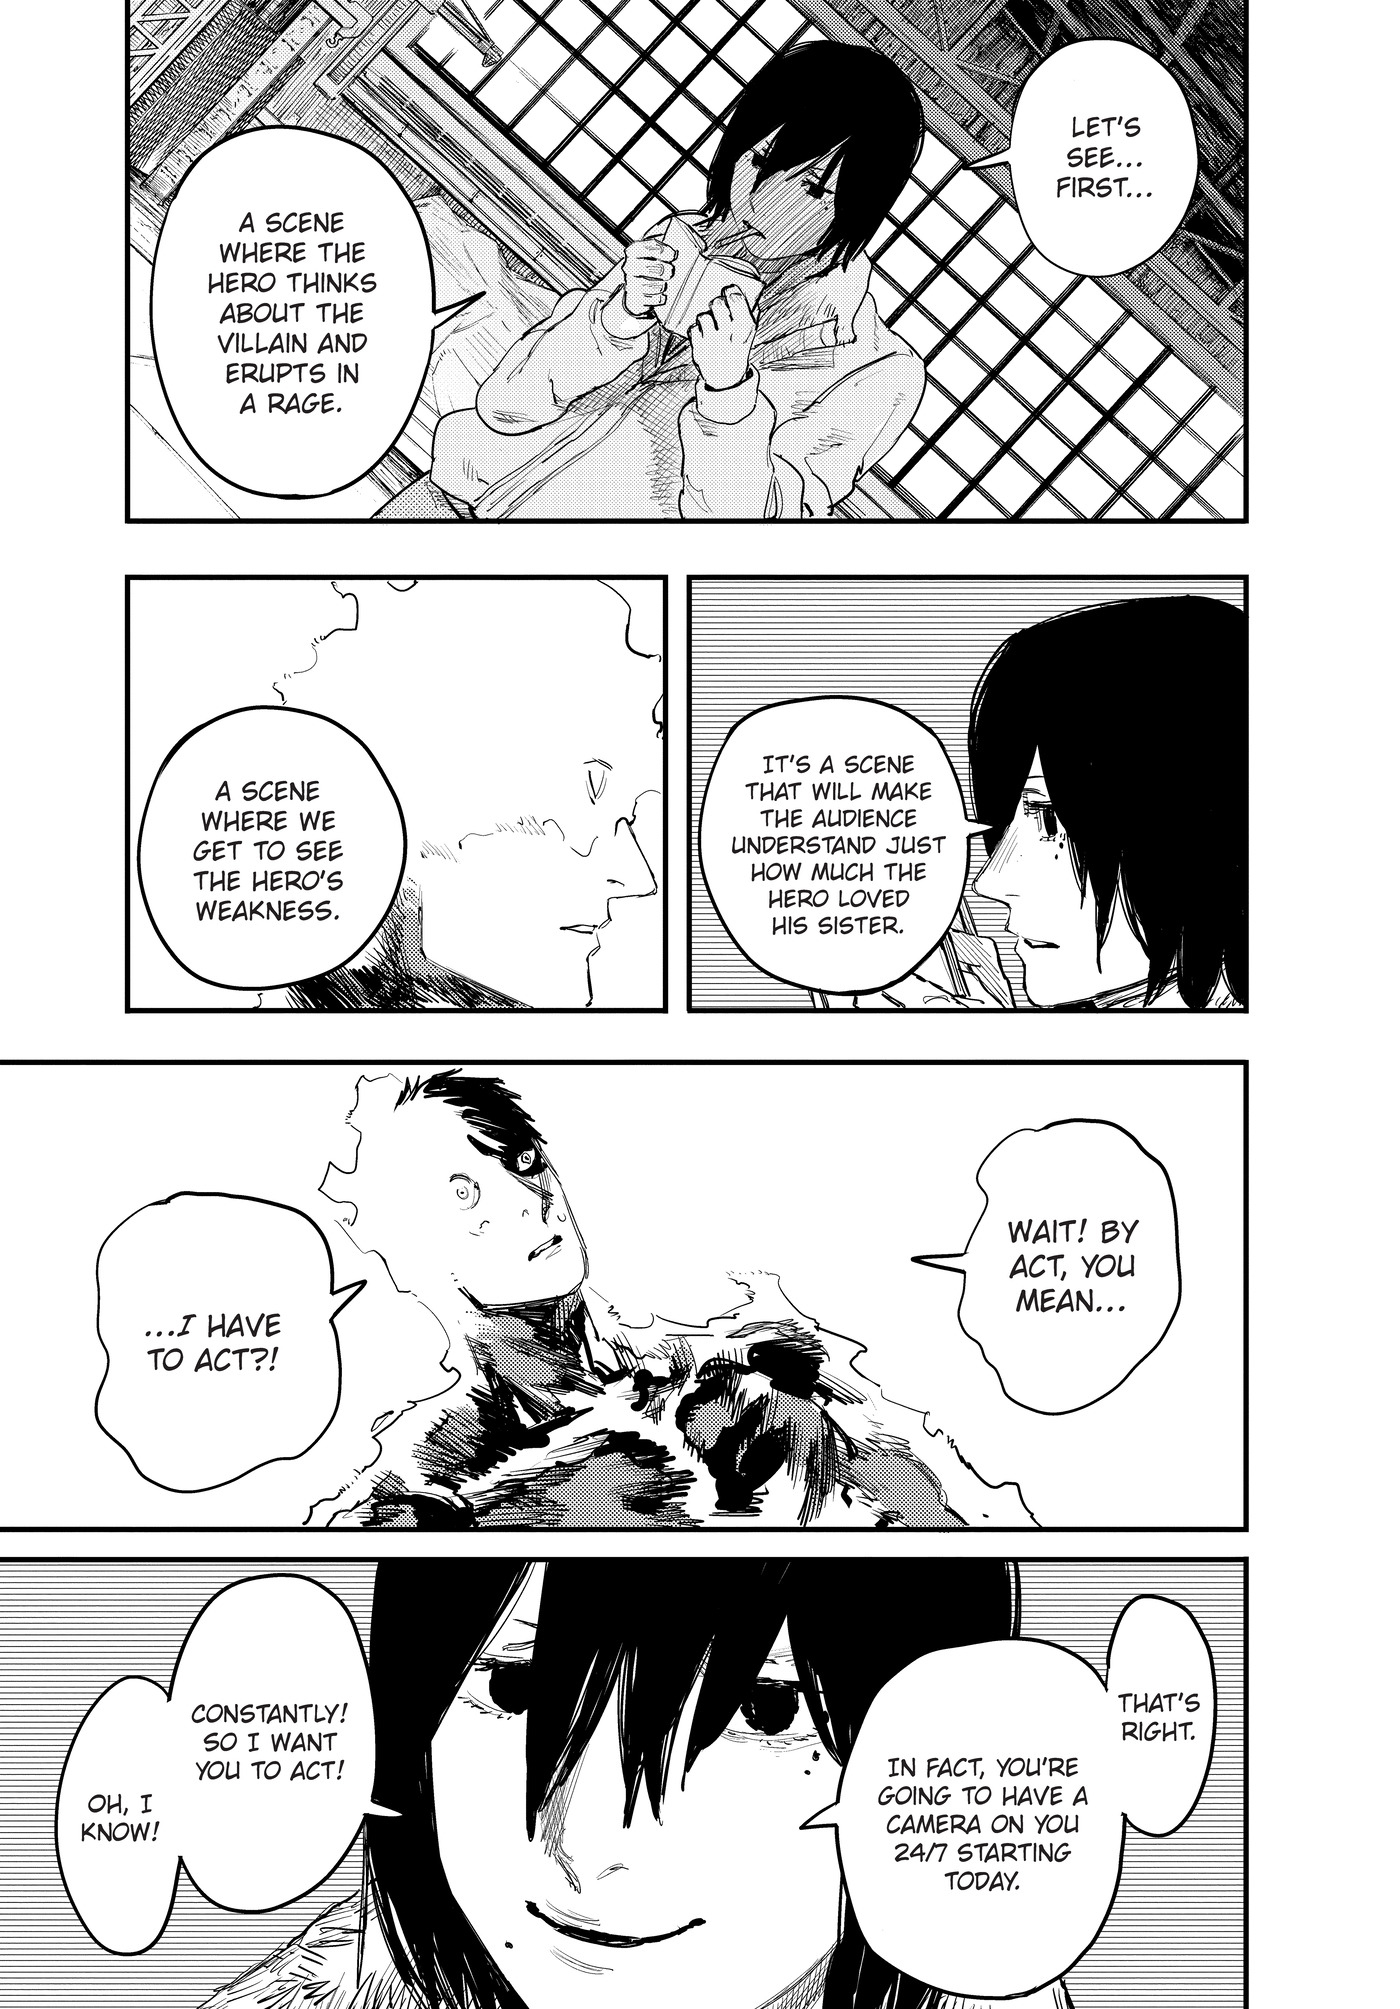 LET'S
SEE...
FIRST...
A SCENE
WHERE THE
HERO THINKS
ABOUT THE
VILLAIN AND
ERUPTS IN
A RAGE.
IT'S A SCENE
THAT WILL MAKE
THE AUDIENCE
UNDERSTAND JUST
HOW MUCH THE
HERO LOVED
HIS SISTER.
A SCENE
WHERE WE
GET TO SEE
THE HERO'S
WEAKNESS.
WAIT! BY
ACT, YOU
MEAN...
...I HAVE
TO ACT?!
THAT'S
RIGHT.
IN FACT, YOU'RE
GOING TO HAVE A
CAMERA ON YOU
24/7 STARTING
TODAY.
CONSTANTLY!
SO I WANT
YOU TO ACT!
OH, I
KNOW!